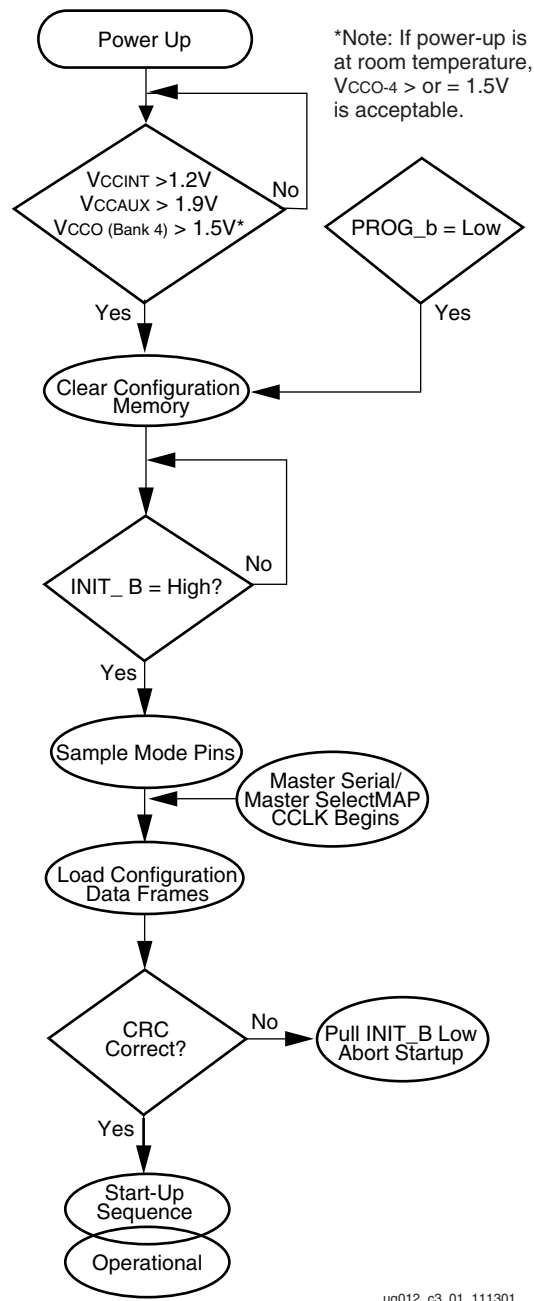 Power Up
*Note: If power-up is
at room temperature,
VCCO-4 > or = 1.5V
is acceptable.
VCCINT >1.2V
VCCAUX > 1.9V
VCCO (Bank 4) > 1.5V*
No
PROG_b = Low
Yes
Yes
Clear Configuration
Memory
INIT_ B = High?
No
Yes
Sample Mode Pins
Master Serial/
Master SelectMAP
CCLK Begins
Load Configuration
Data Frames
CRC
Correct?
No
Pull INIT_B Low
Abort Startup
Yes
Start-Up
Sequence
Operational
ug012_c3_01_111301